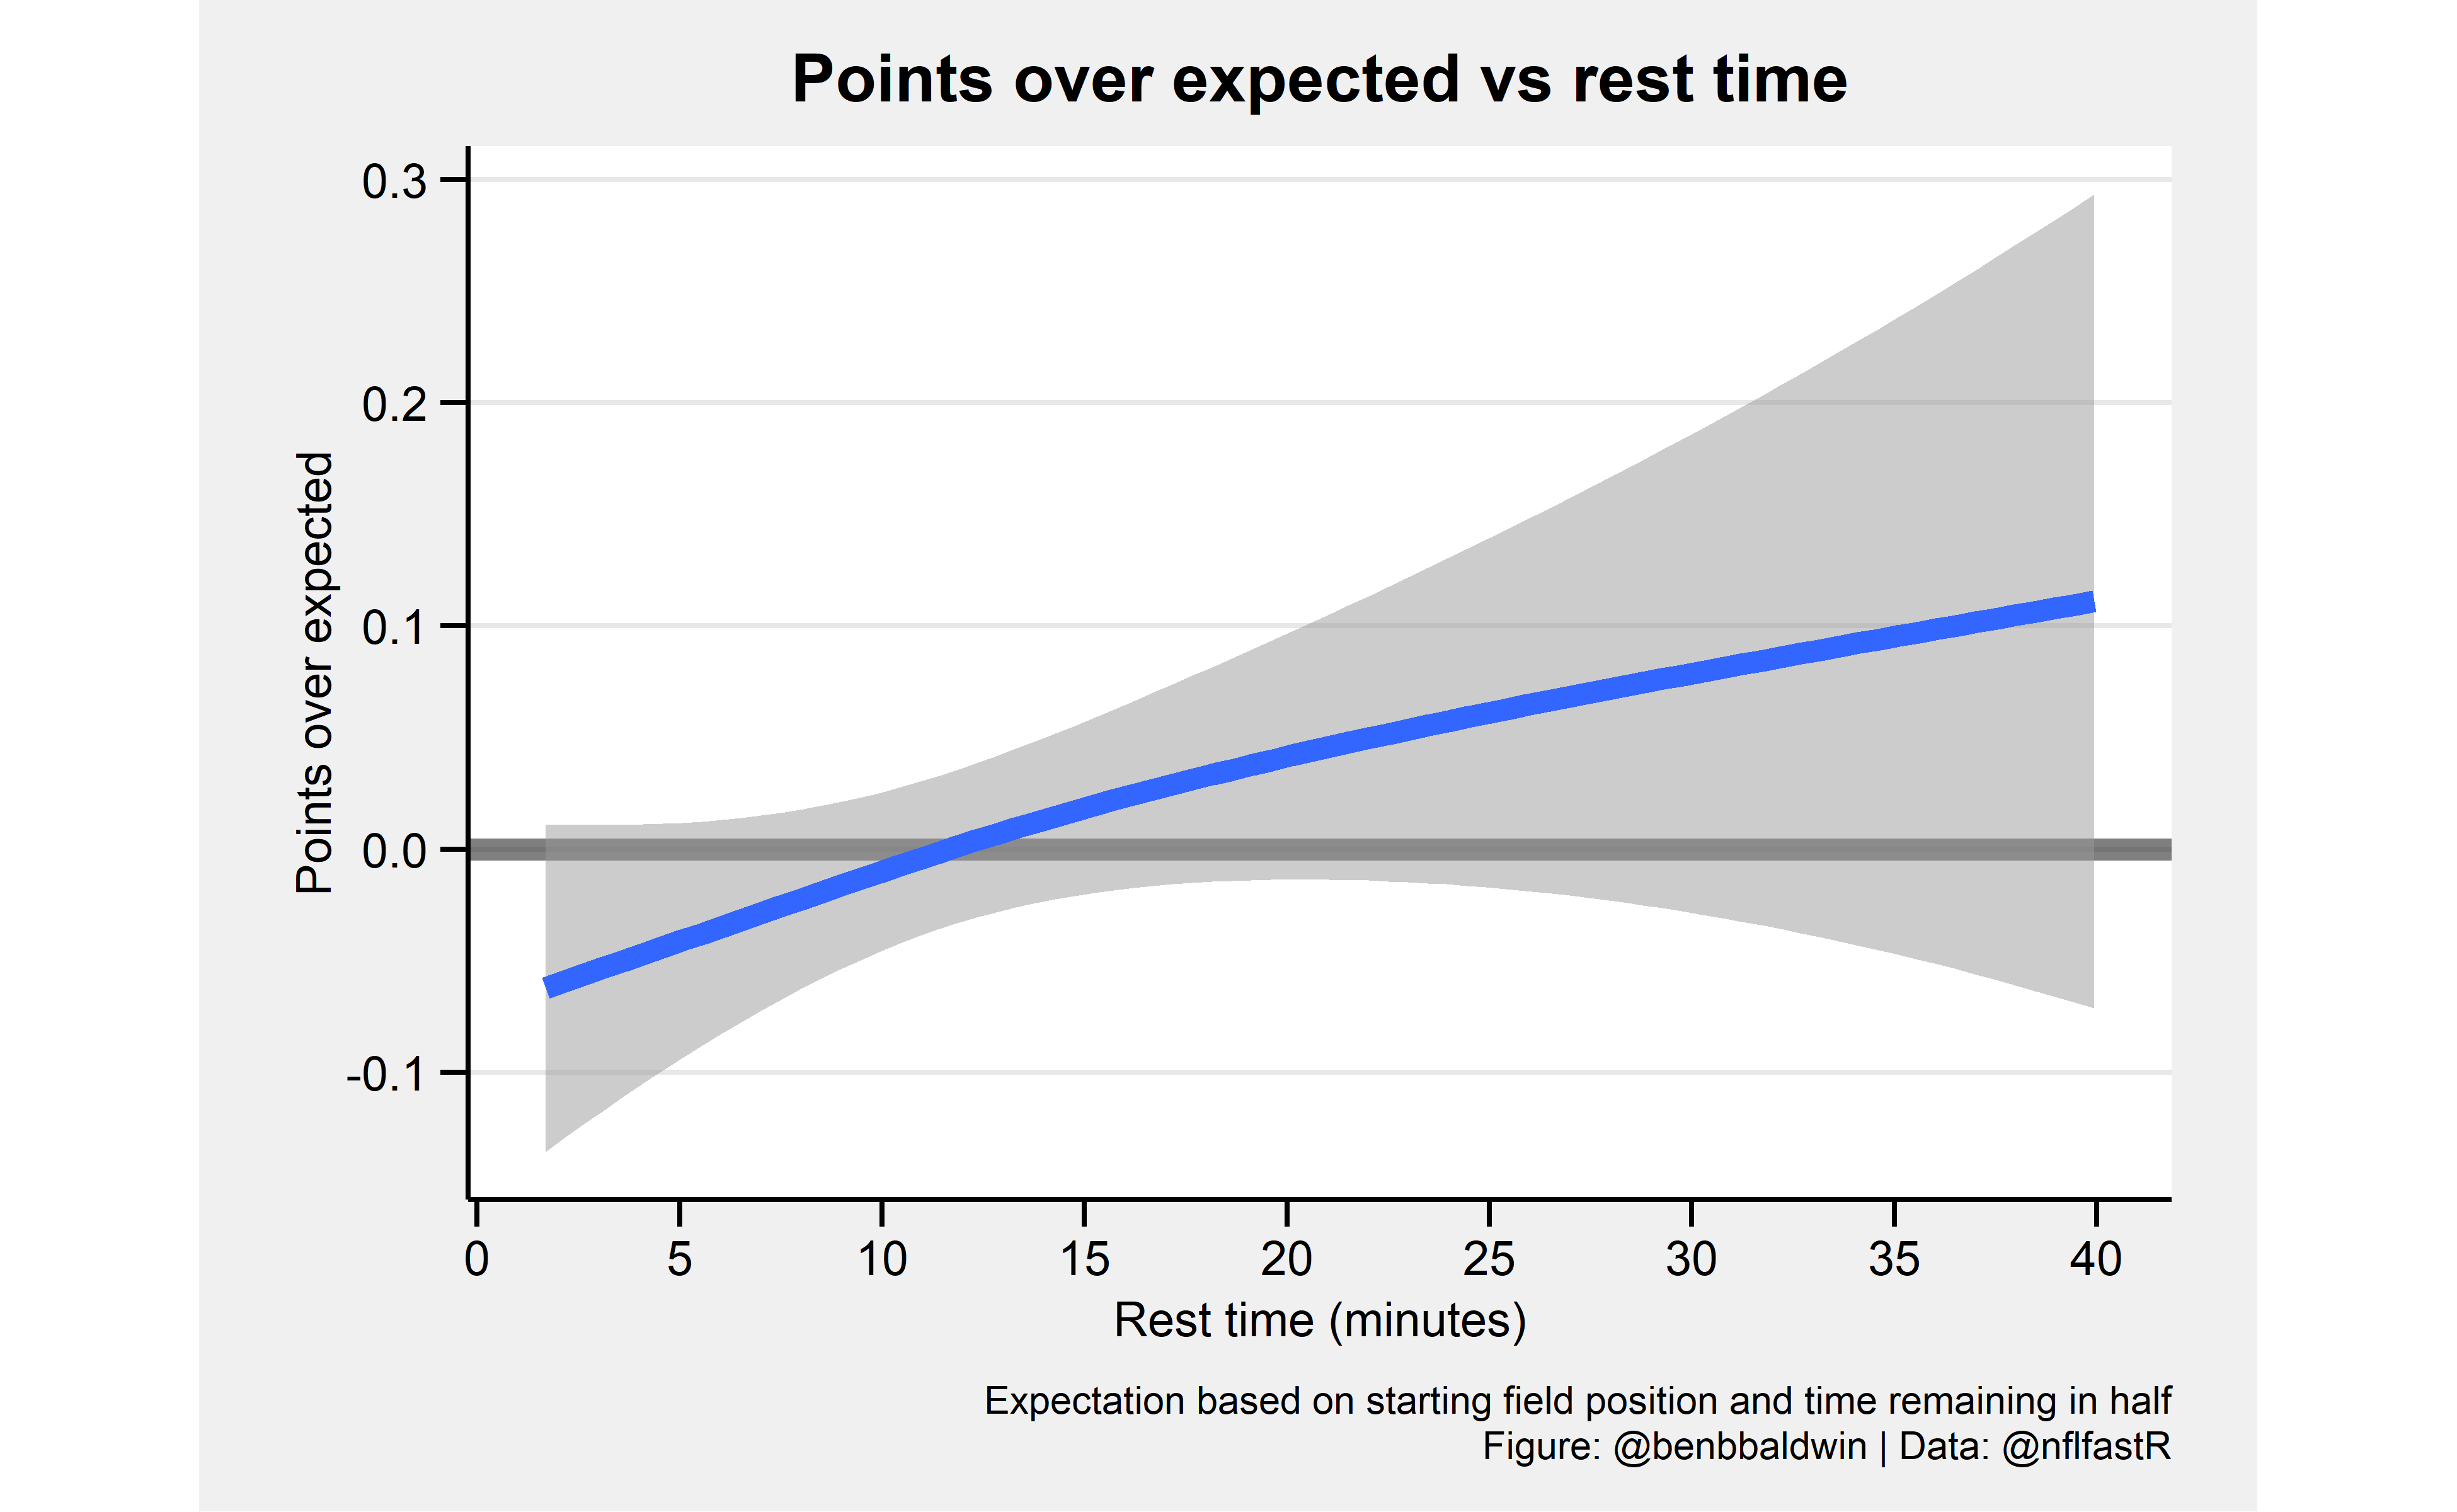 Points over expected vs rest time
Points over expected
0.3
0.2
0.1
0.0
-0.1
0 5 10 15 20 25 30 35 40
Rest time (minutes)
Expectation based on starting field position and time remaining in half
Figure: @benbbaldwin | Data: @nflfastR